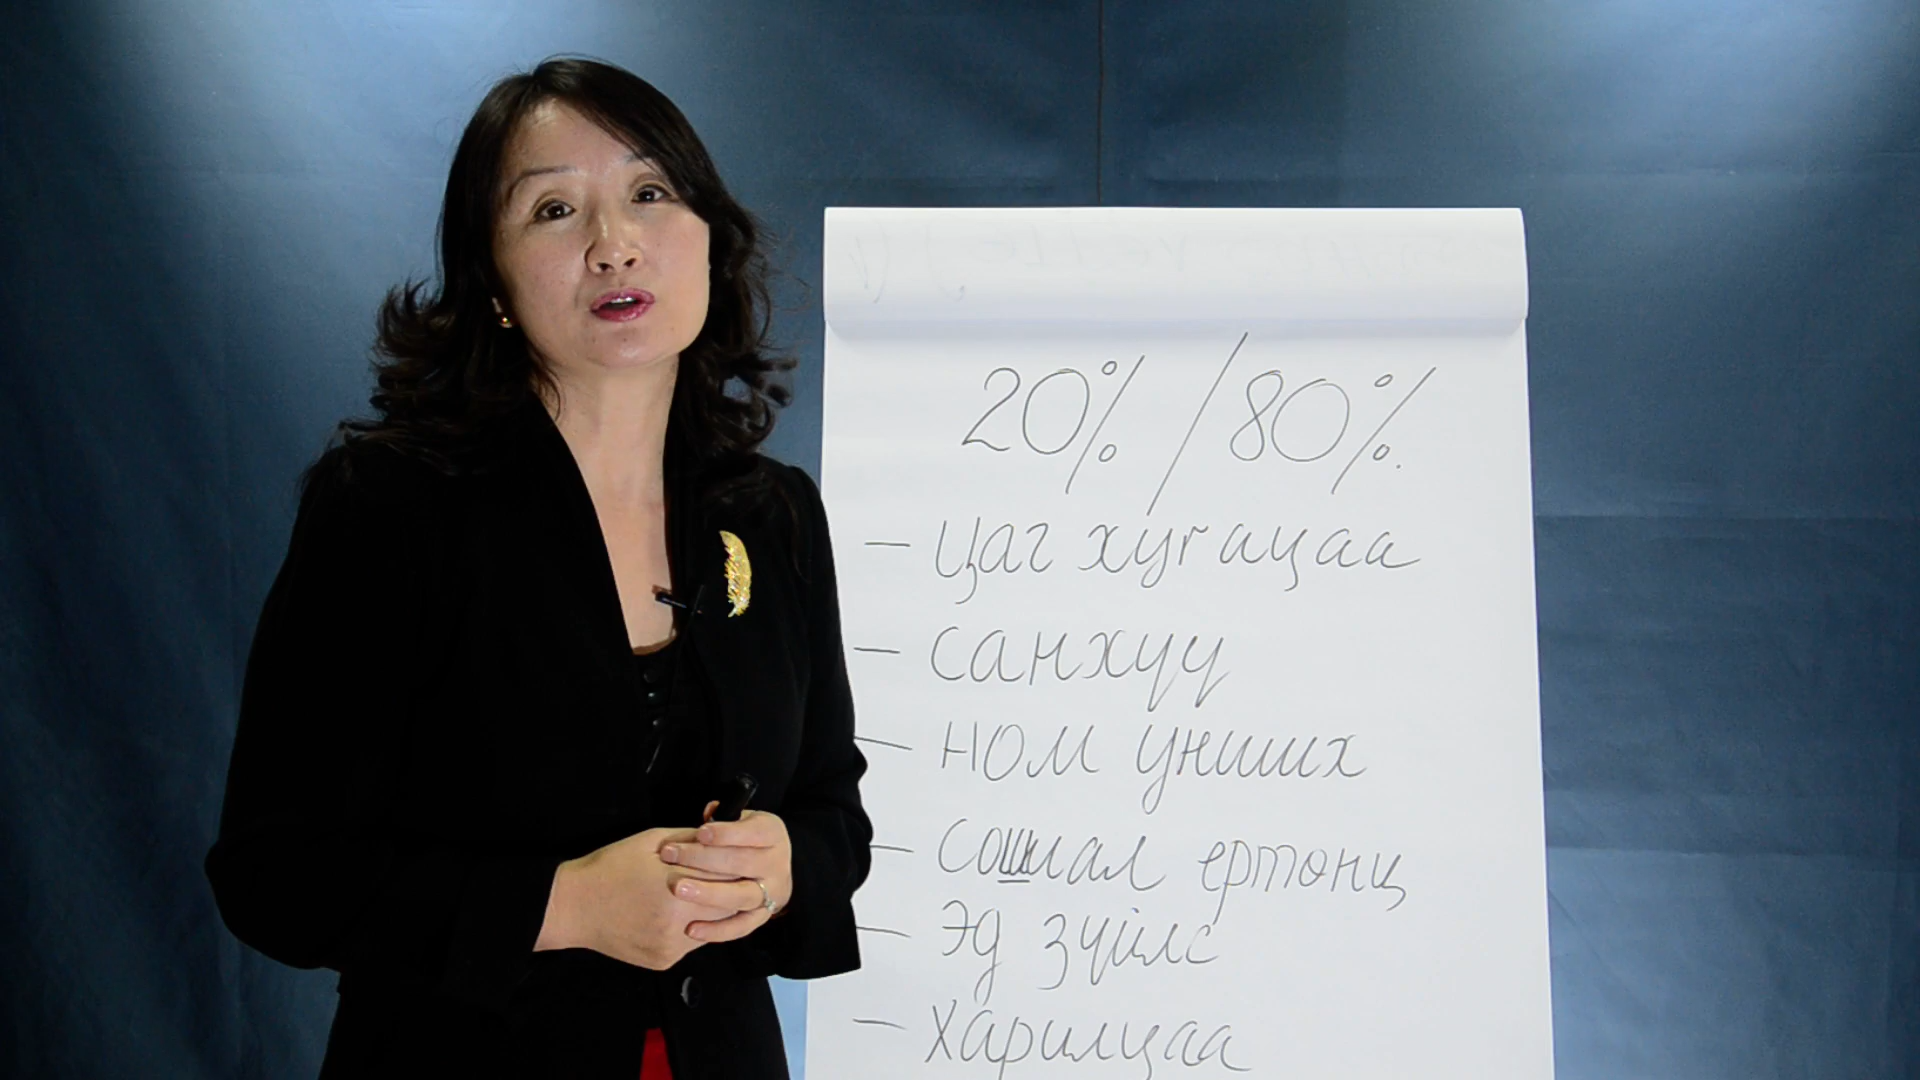 20% / 80%.
- цаг хугацаа
- санхүү
- ном унших
- сошиал ертөнц
- Эд зүйлс
- харилцаа